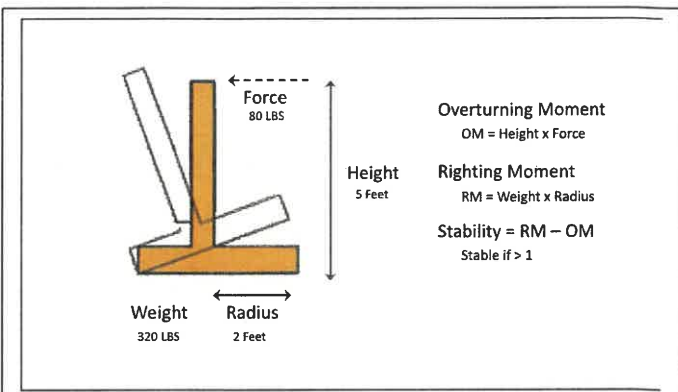 Force
80 LBS
Height
5 Feet
Weight
320 LBS
Radius
2 Feet
Overturning Moment
OM = Height x Force
Righting Moment
RM = Weight x Radius
Stability = RM – OM
Stable if > 1